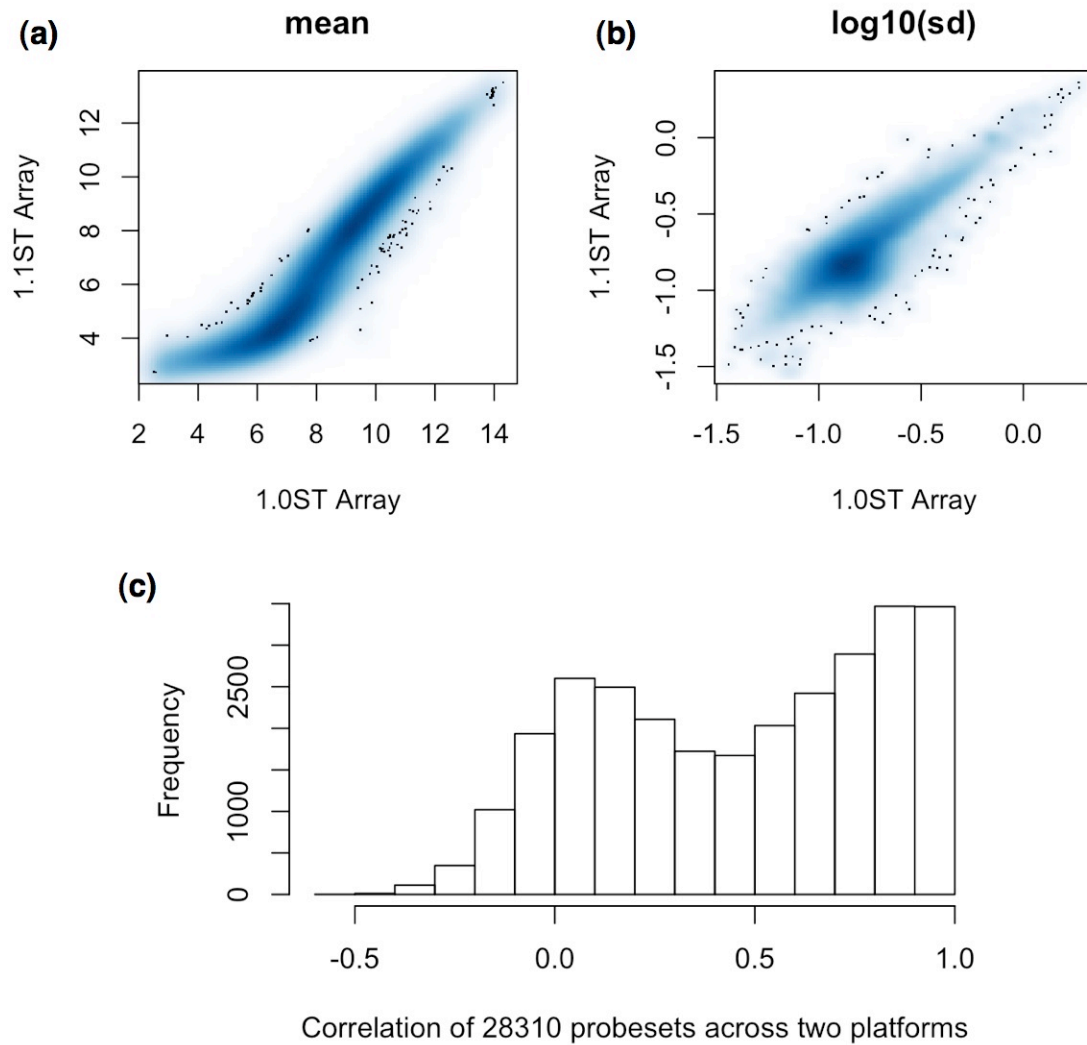 (a) mean
1.1ST Array
12
10
8
6
4
2 4 6 8 10 12 14
1.0ST Array
(b) log10(sd)
1.1ST Array
0.0
-0.5
-1.0
-1.5
-1.5 -1.0 -0.5 0.0
1.0ST Array
(c)
Frequency
2500
1000
0
-0.5 0.0 0.5 1.0
Correlation of 28310 probesets across two platforms